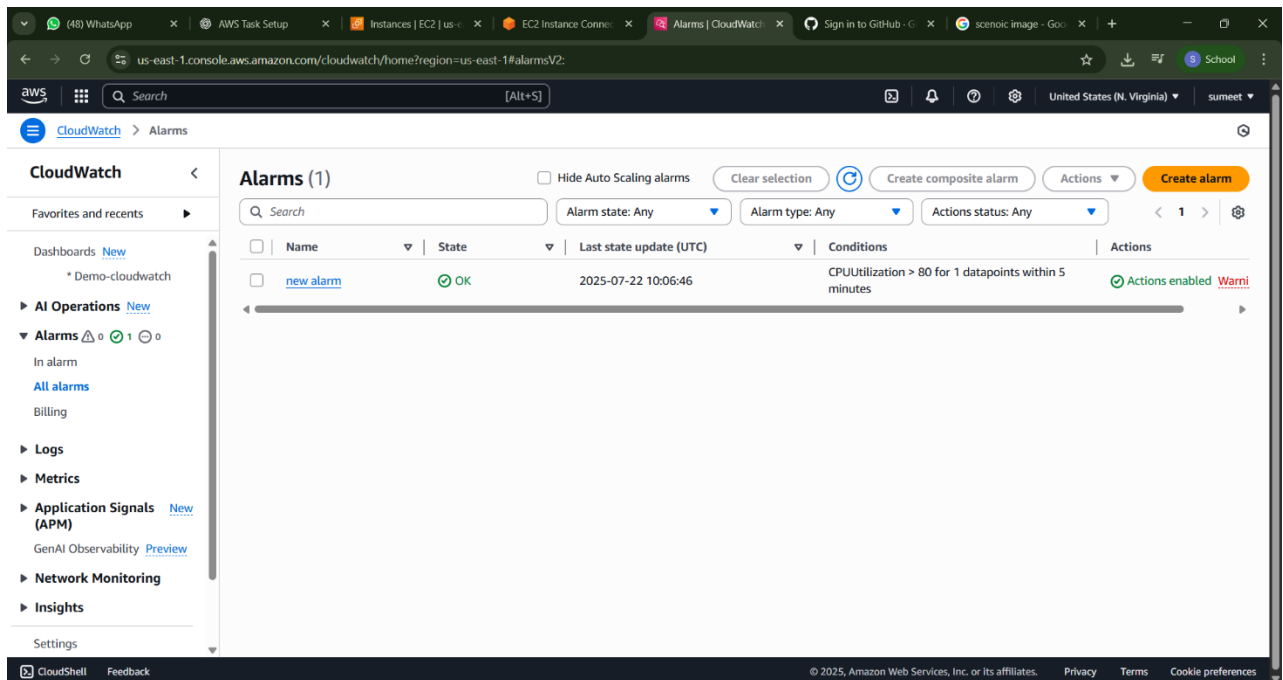 (48) WhatsApp
AWS Task Setup
Instances | EC2 | us-e
EC2 Instance Connec
Alarms | CloudWatch
Sign in to GitHub · G
scenoic image - Goo
us-east-1.console.aws.amazon.com/cloudwatch/home?region=us-east-1#alarmsV2:
S School
aws
Search [Alt+S]
United States (N. Virginia)
sumeet
CloudWatch > Alarms
CloudWatch
Favorites and recents
Dashboards New
* Demo-cloudwatch
AI Operations New
Alarms 0 1 0
In alarm
All alarms
Billing
Logs
Metrics
Application Signals New
(APM)
GenAI Observability Preview
Network Monitoring
Insights
Settings
Alarms (1)
Hide Auto Scaling alarms
Clear selection
Create composite alarm
Actions
Create alarm
Search
Alarm state: Any
Alarm type: Any
Actions status: Any
1
Name State Last state update (UTC) Conditions Actions
new alarm OK 2025-07-22 10:06:46 CPUUtilization > 80 for 1 datapoints within 5
minutes
Actions enabled Warni
CloudShell Feedback
© 2025, Amazon Web Services, Inc. or its affiliates. Privacy Terms Cookie preferences